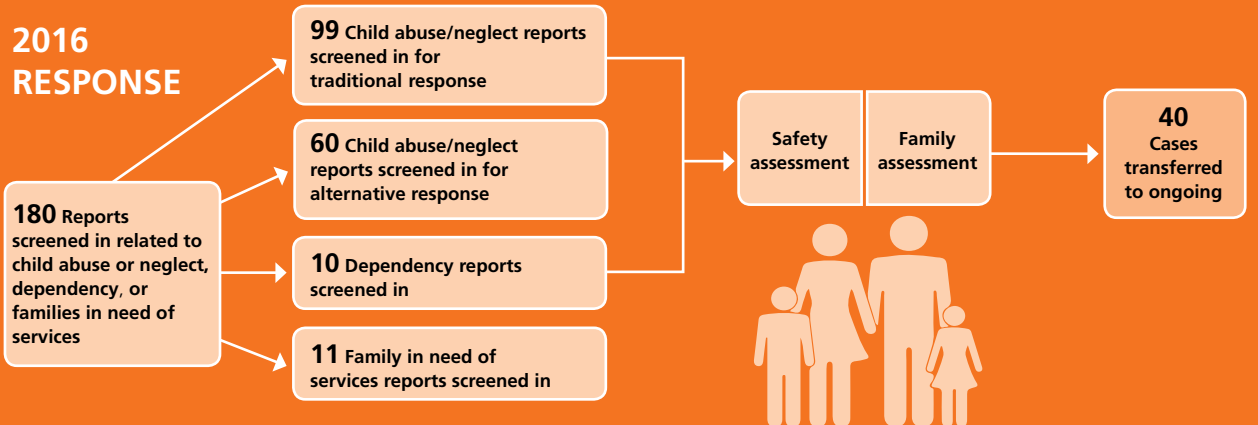 2016
RESPONSE
180 Reports
screened in related to
child abuse or neglect,
dependency, or
families in need of
services
99 Child abuse/neglect reports
screened in for
traditional response
60 Child abuse/neglect
reports screened in for
alternative response
10 Dependency reports
screened in
11 Family in need of
services reports screened in
Safety
assessment
Family
assessment
40
Cases
transferred
to ongoing